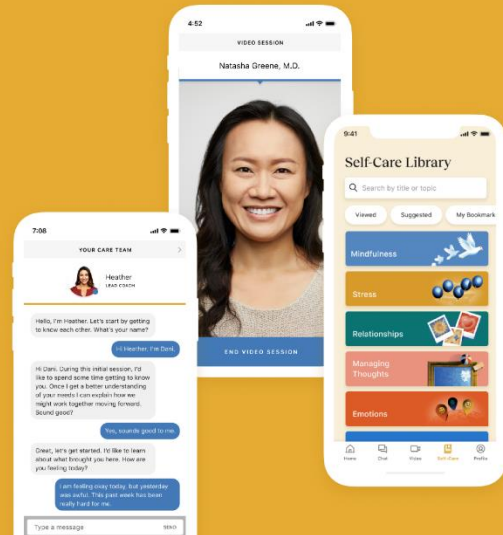 4:52
VIDEO SESSION
Natasha Greene, M.D.
END VIDEO SESSION
9:41
Self-Care Library
Search by title or topic
Viewed
Suggested
My Bookmark
Mindfulness
Stress
Relationships
Managing
Thoughts
Emotions
Home
Chat
Video
Self-Care
Profile
7:08
YOUR CARE TEAM
Heather
LEAD COACH
Hello, I'm Heather. Let's start by getting
to know each other. What's your name?
Hi Heather, I'm Dani.
Hi Dani. During this initial session, I'd
like to spend some time getting to know
you. Once I get a better understanding
of your needs I can explain how we
might work together moving forward.
Sound good?
Yes, sounds good to me.
Great, let's get started. I'd like to learn
about what brought you here. How are
you feeling today?
I am feeling okay today, but yesterday
was awful. This past week has been
really hard for me.
Type a message
SEND